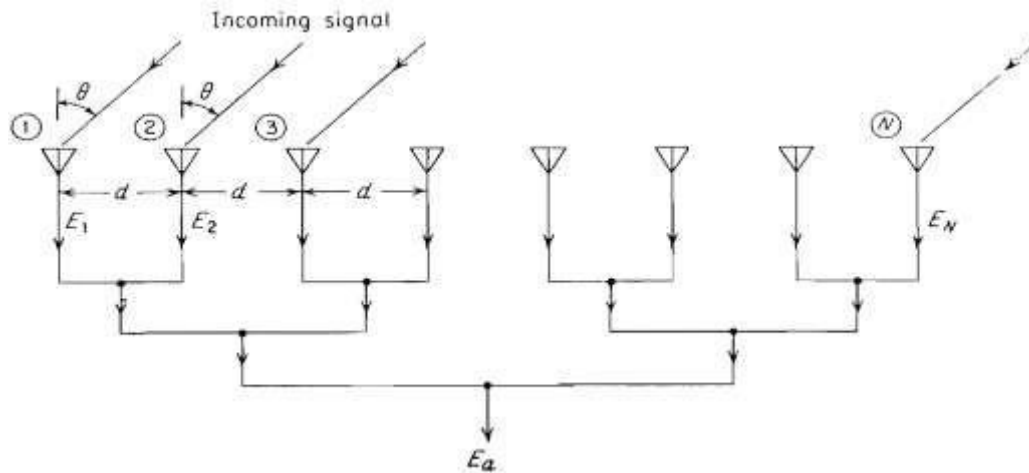 Incoming signal
θ θ
1 2 3 N
d d d
E1 E2 EN
Ea